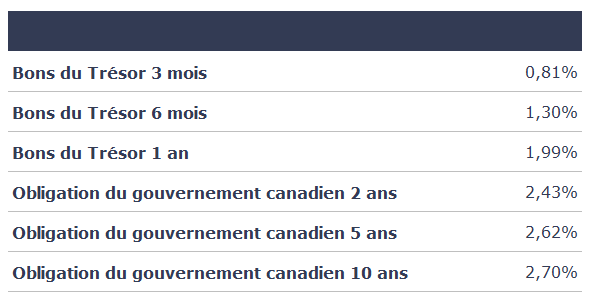 Bons du Trésor 3 mois 0,81%
Bons du Trésor 6 mois 1,30%
Bons du Trésor 1 an 1,99%
Obligation du gouvernement canadien 2 ans 2,43%
Obligation du gouvernement canadien 5 ans 2,62%
Obligation du gouvernement canadien 10 ans 2,70%